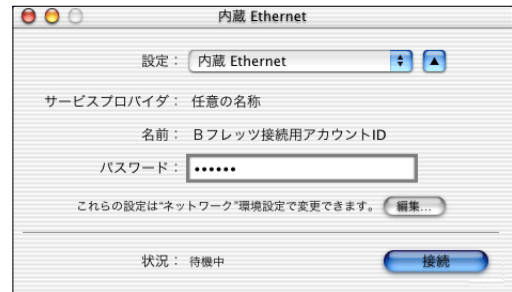 内蔵 Ethernet
設定： 内蔵 Ethernet
サービスプロバイダ： 任意の名称
名前： Ｂフレッツ接続用アカウントID
パスワード： ••••••
これらの設定は“ネットワーク”環境設定で変更できます。 編集...
状況： 待機中 接続